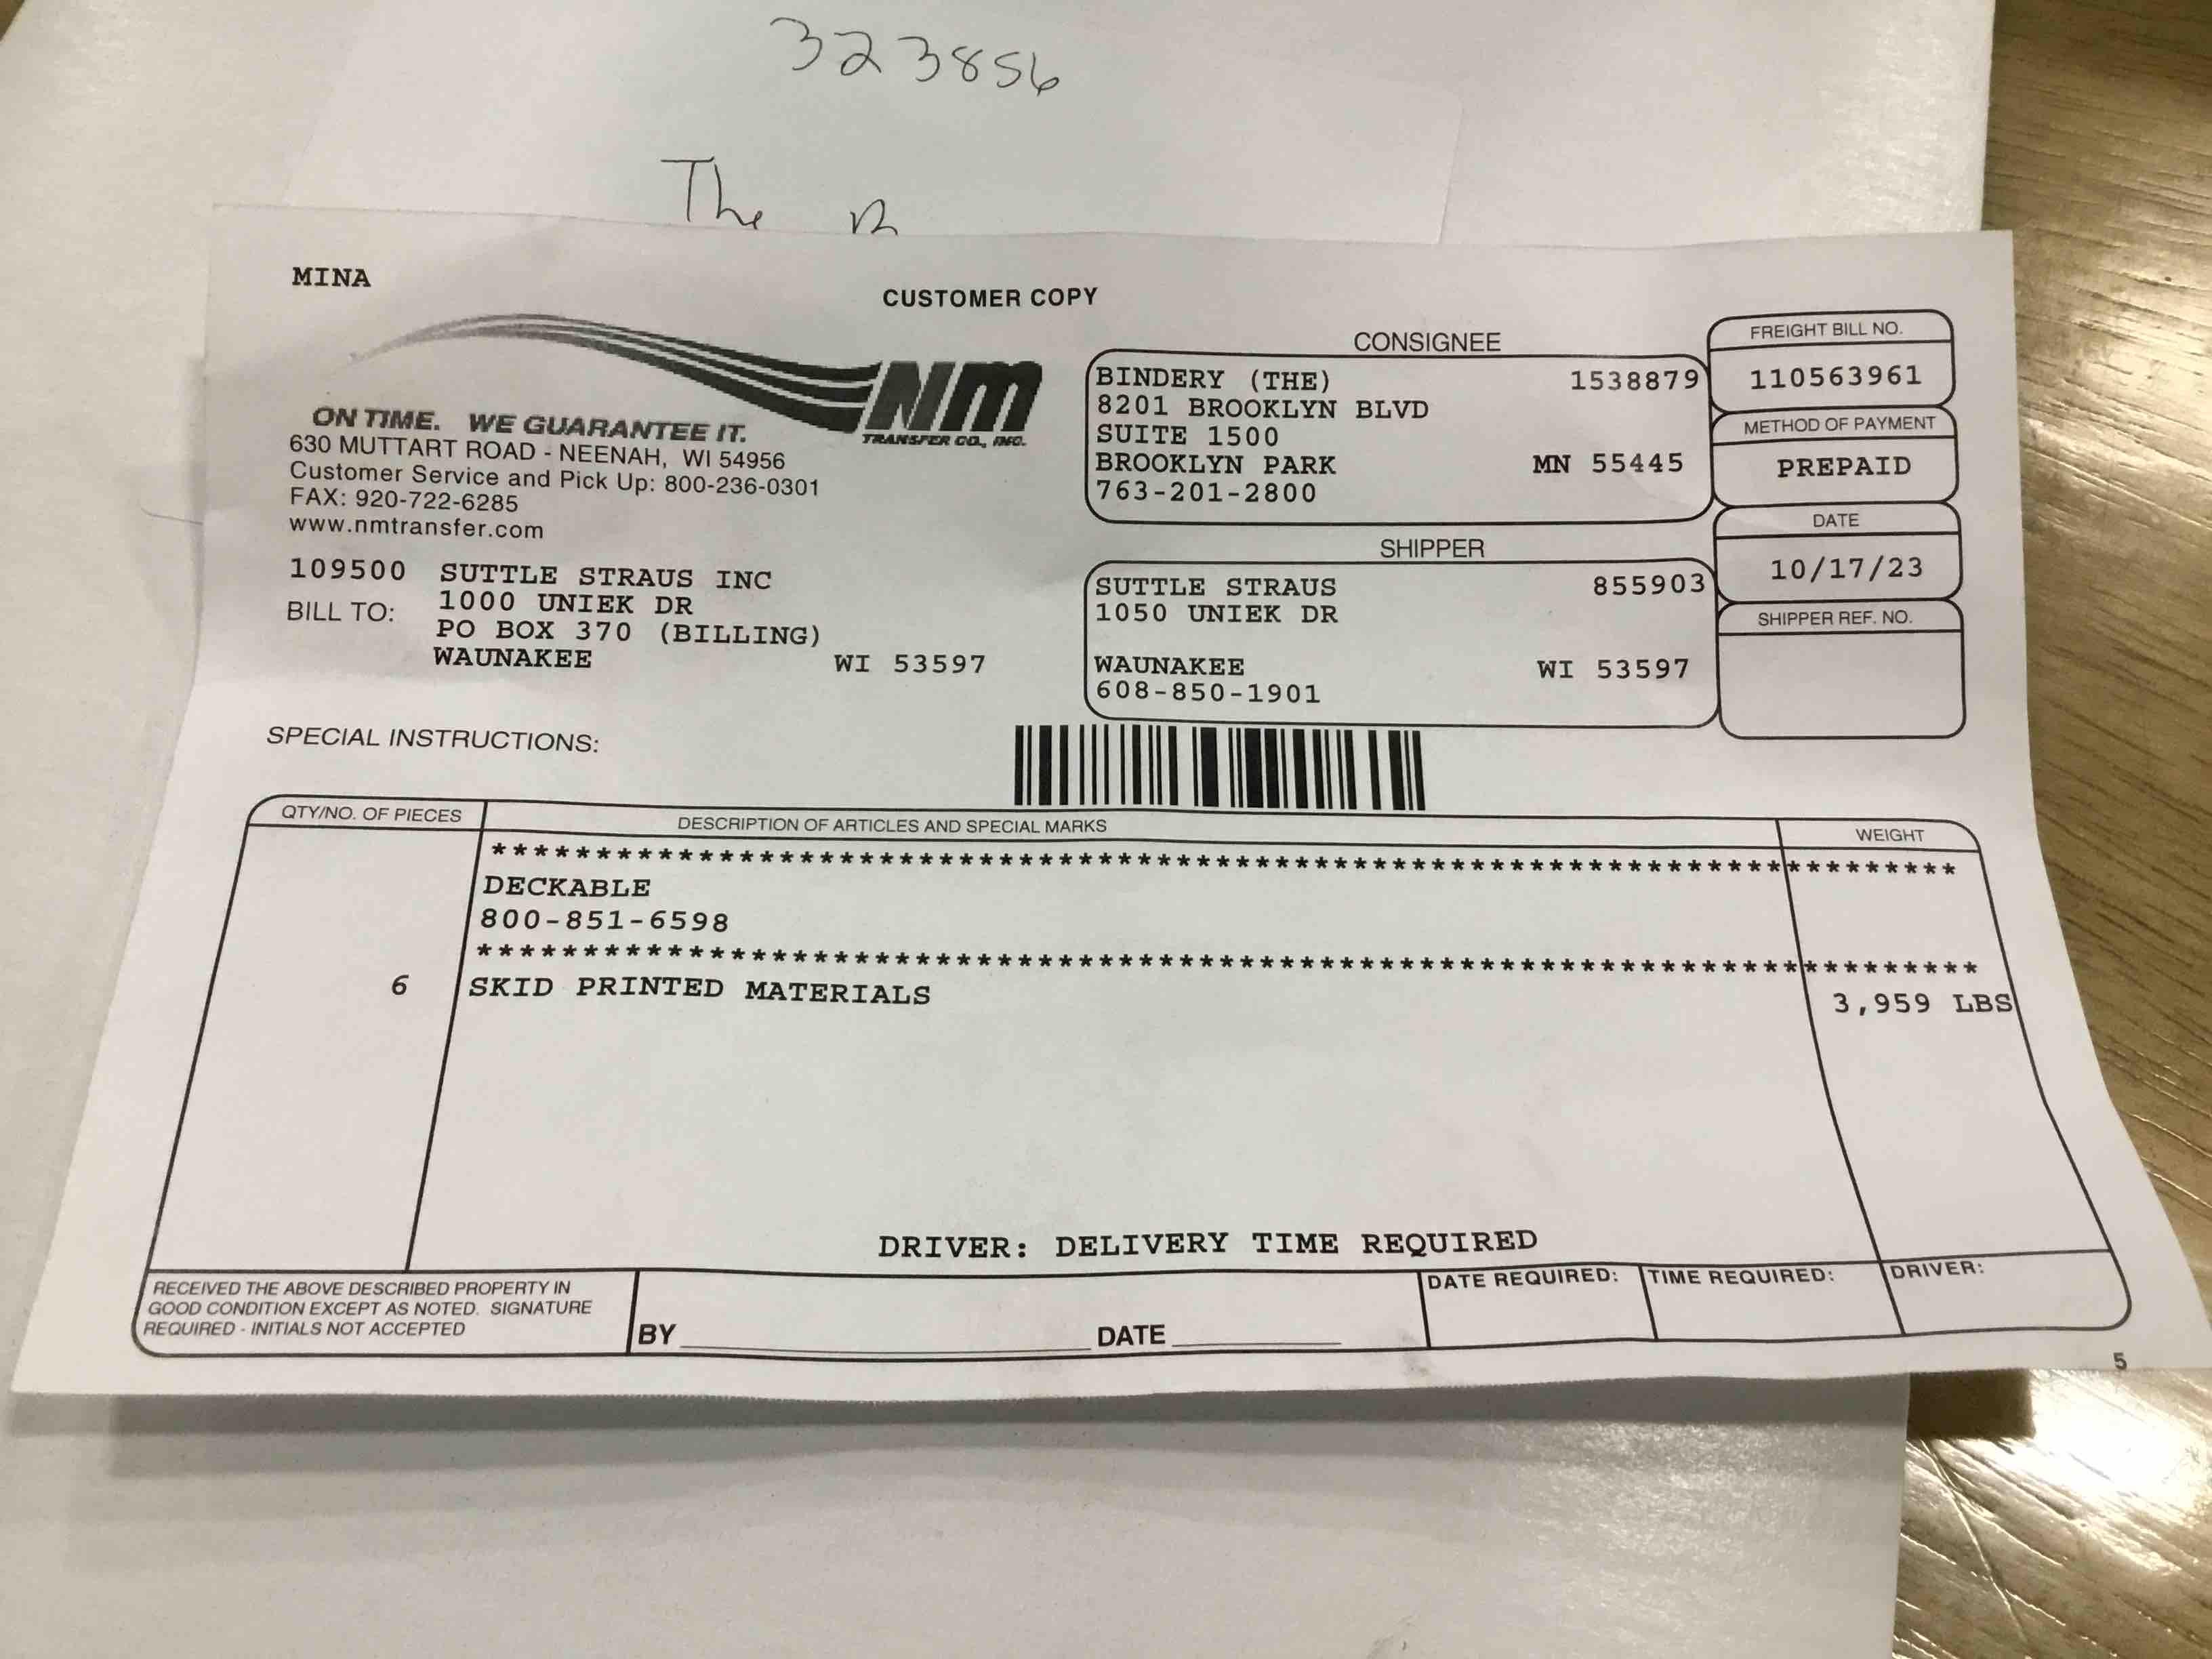 323856
The
MINA
CUSTOMER COPY
NM
TRANSFER CO., INC.
ON TIME. WE GUARANTEE IT.
630 MUTTART ROAD - NEENAH, WI 54956
Customer Service and Pick Up: 800-236-0301
FAX: 920-722-6285
www.nmtransfer.com
109500 SUTTLE STRAUS INC
BILL TO: 1000 UNIEK DR
PO BOX 370 (BILLING)
WAUNAKEE WI 53597
CONSIGNEE
BINDERY (THE) 1538879
8201 BROOKLYN BLVD
SUITE 1500
BROOKLYN PARK MN 55445
763-201-2800
SHIPPER
SUTTLE STRAUS 855903
1050 UNIEK DR
WAUNAKEE WI 53597
608-850-1901
FREIGHT BILL NO.
110563961
METHOD OF PAYMENT
PREPAID
DATE
10/17/23
SHIPPER REF. NO.
SPECIAL INSTRUCTIONS:
QTY/NO. OF PIECES DESCRIPTION OF ARTICLES AND SPECIAL MARKS WEIGHT
**********************************************************************
DECKABLE
800-851-6598
**********************************************************************
6 SKID PRINTED MATERIALS 3,959 LBS
DRIVER: DELIVERY TIME REQUIRED
RECEIVED THE ABOVE DESCRIBED PROPERTY IN
GOOD CONDITION EXCEPT AS NOTED. SIGNATURE
REQUIRED - INITIALS NOT ACCEPTED
BY DATE
DATE REQUIRED: TIME REQUIRED: DRIVER:
5